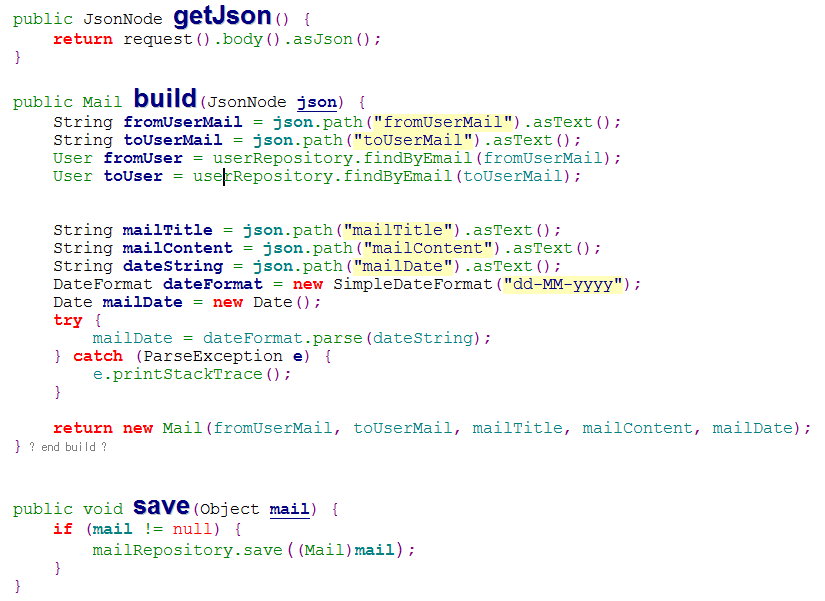 public JsonNode getJson() {
    return request().body().asJson();
}
public Mail build(JsonNode json) {
    String fromUserMail = json.path("fromUserMail").asText();
    String toUserMail = json.path("toUserMail").asText();
    User fromUser = userRepository.findByEmail(fromUserMail);
    User toUser = userRepository.findByEmail(toUserMail);
    String mailTitle = json.path("mailTitle").asText();
    String mailContent = json.path("mailContent").asText();
    String dateString = json.path("mailDate").asText();
    DateFormat dateFormat = new SimpleDateFormat("dd-MM-yyyy");
    Date mailDate = new Date();
    try {
        mailDate = dateFormat.parse(dateString);
    } catch (ParseException e) {
        e.printStackTrace();
    }
    return new Mail(fromUserMail, toUserMail, mailTitle, mailContent, mailDate);
} ? end build ?
public void save(Object mail) {
    if (mail != null) {
        mailRepository.save((Mail)mail);
    }
}